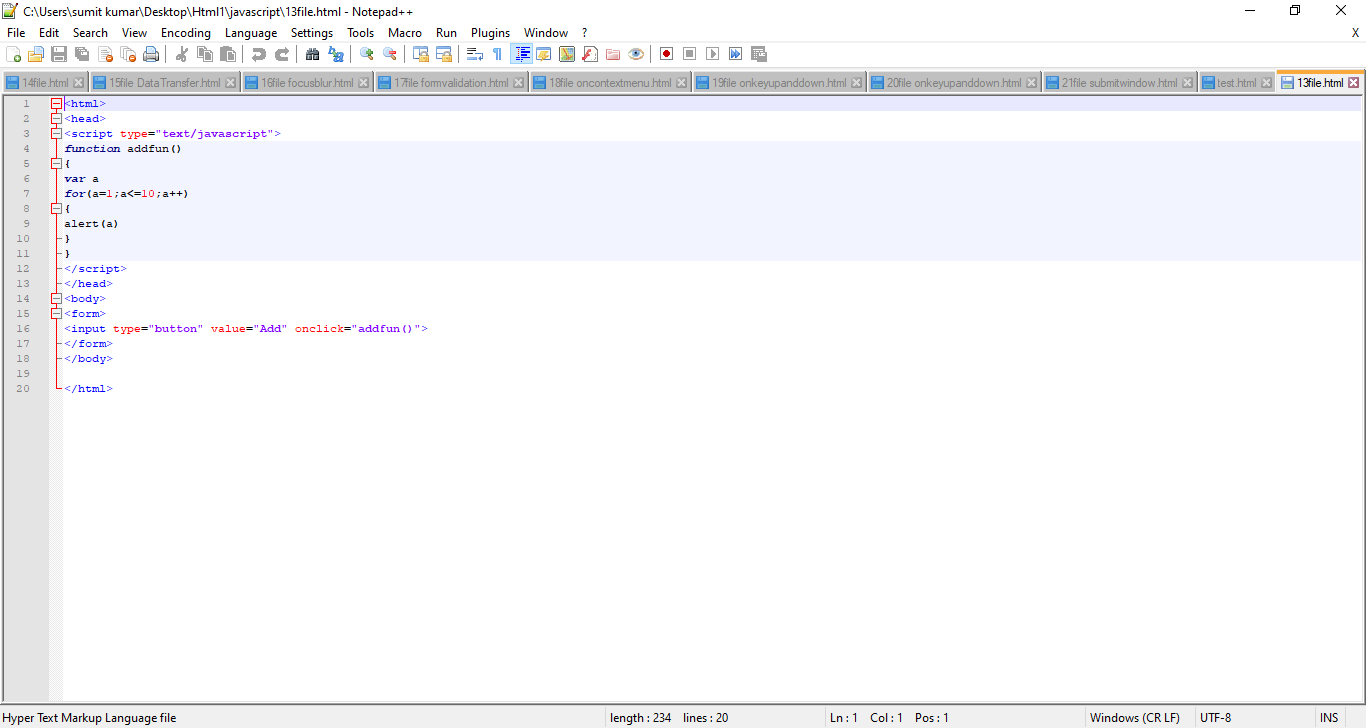 C:\Users\sumit kumar\Desktop\Html1\javascript\13file.html - Notepad++
File Edit Search View Encoding Language Settings Tools Macro Run Plugins Window ? X
14file.html 15file DataTransfer.html 16file focusblur.html 17file formvalidation.html 18file oncontextmenu.html 19file onkeyupanddown.html 20file onkeyupanddown.html 21file submitwindow.html test.html 13file.html
1 <html>
2 <head>
3 <script type="text/javascript">
4 function addfun()
5 {
6 var a
7 for(a=1;a<=10;a++)
8 {
9 alert(a)
10 }
11 }
12 </script>
13 </head>
14 <body>
15 <form>
16 <input type="button" value="Add" onclick="addfun()">
17 </form>
18 </body>
19
20 </html>
Hyper Text Markup Language file length : 234 lines : 20 Ln : 1 Col : 1 Pos : 1 Windows (CR LF) UTF-8 INS